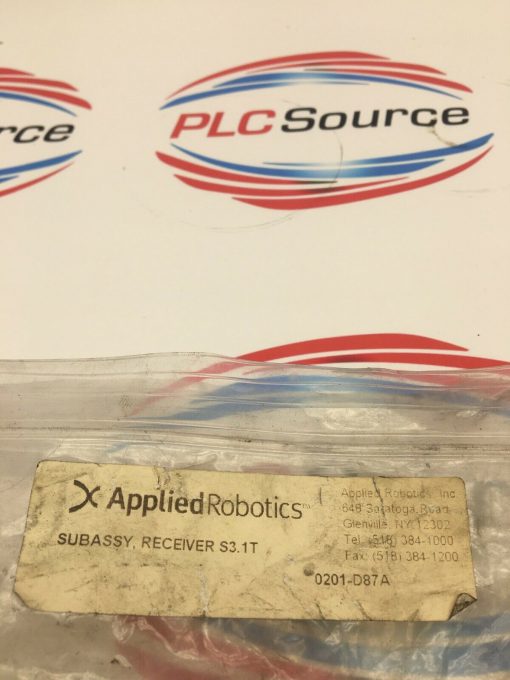 PLCSource
rce
AppliedRobotics™
SUBASSY, RECEIVER S3.1T
Applied Robotics, Inc
648 Saratoga Road
Glenville, NY 12302
Tel: (518) 384-1000
Fax: (518) 384-1200
0201-D87A